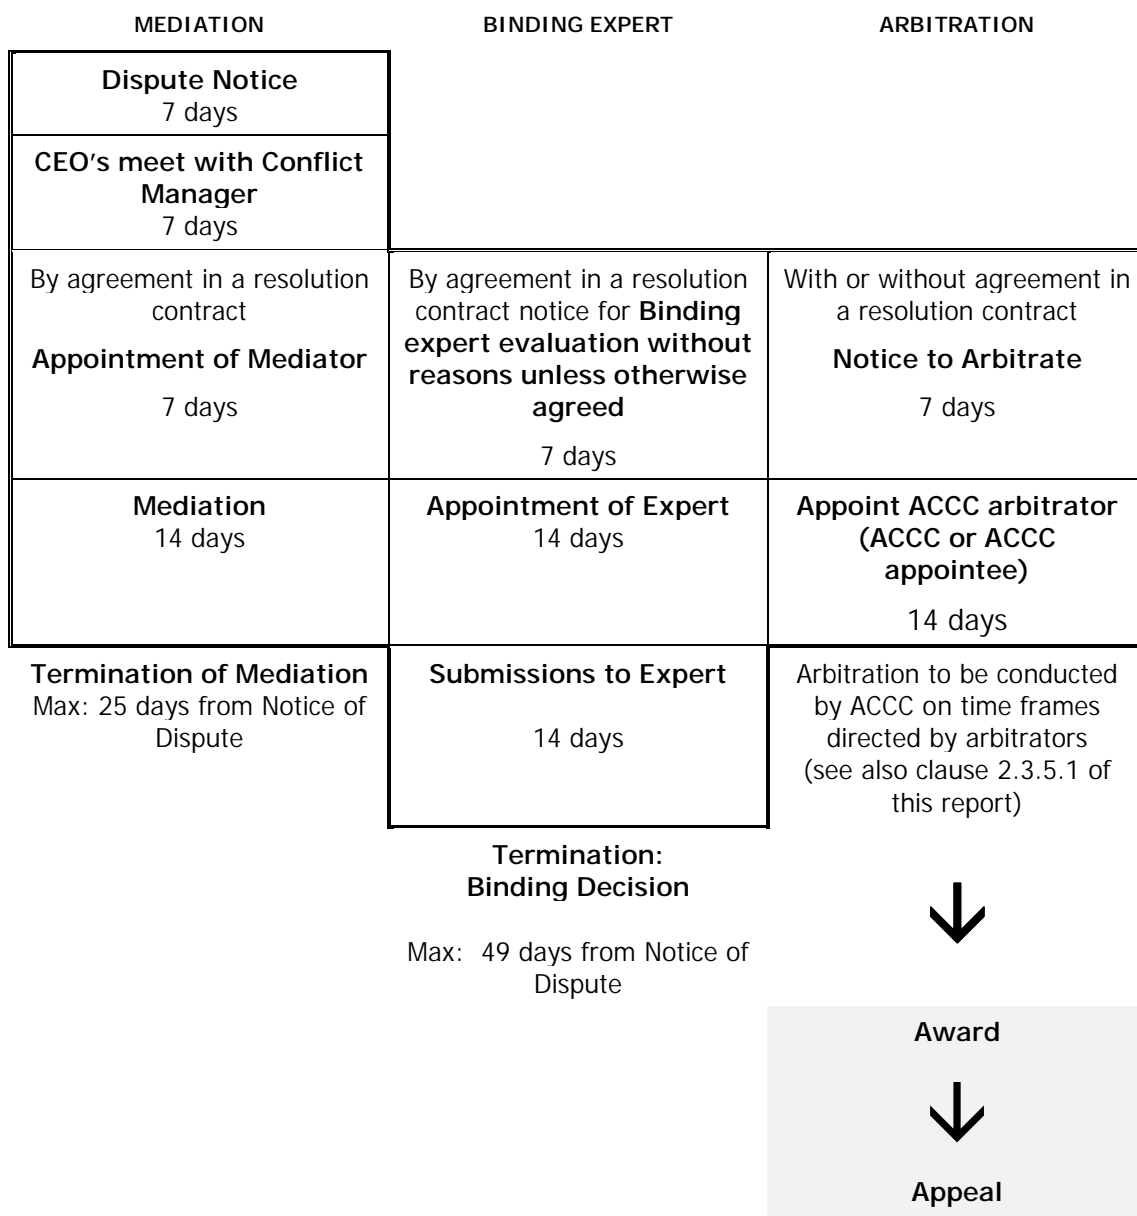 MEDIATION
BINDING EXPERT
ARBITRATION
Dispute Notice
7 days
CEO's meet with Conflict
Manager
7 days
By agreement in a resolution
contract
Appointment of Mediator
7 days
By agreement in a resolution
contract notice for Binding
expert evaluation without
reasons unless otherwise
agreed
7 days
With or without agreement in
a resolution contract
Notice to Arbitrate
7 days
Mediation
14 days
Appointment of Expert
14 days
Appoint ACCC arbitrator
(ACCC or ACCC
appointee)
14 days
Termination of Mediation
Max: 25 days from Notice of
Dispute
Submissions to Expert
14 days
Arbitration to be conducted
by ACCC on time frames
directed by arbitrators
(see also clause 2.3.5.1 of
this report)
Termination:
Binding Decision
Max: 49 days from Notice of
Dispute
Award
Appeal